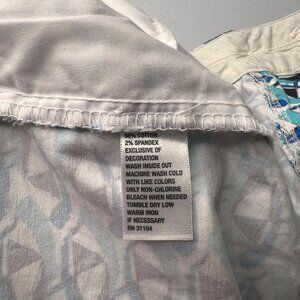 98% COTTON
2% SPANDEX
EXCLUSIVE OF
DECORATION
WASH INSIDE OUT
MACHINE WASH COLD
WITH LIKE COLORS
ONLY NON-CHLORINE
BLEACH WHEN NEEDED
TUMBLE DRY LOW
WARM IRON
IF NECESSARY
RN 31104